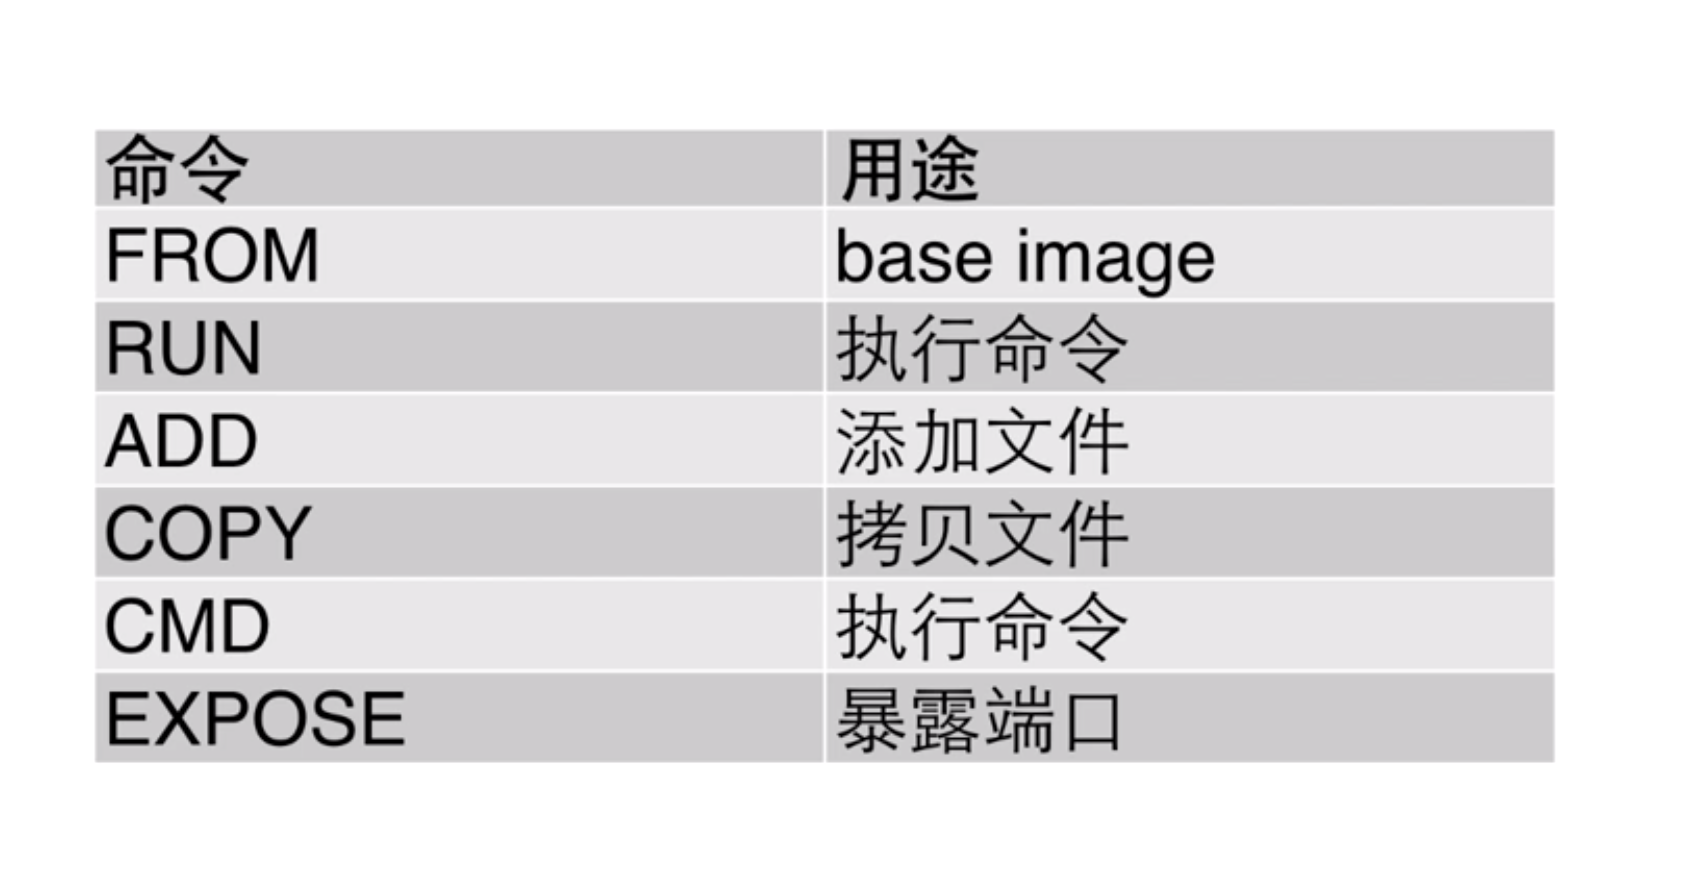 命令 用途
FROM base image
RUN 执行命令
ADD 添加文件
COPY 拷贝文件
CMD 执行命令
EXPOSE 暴露端口